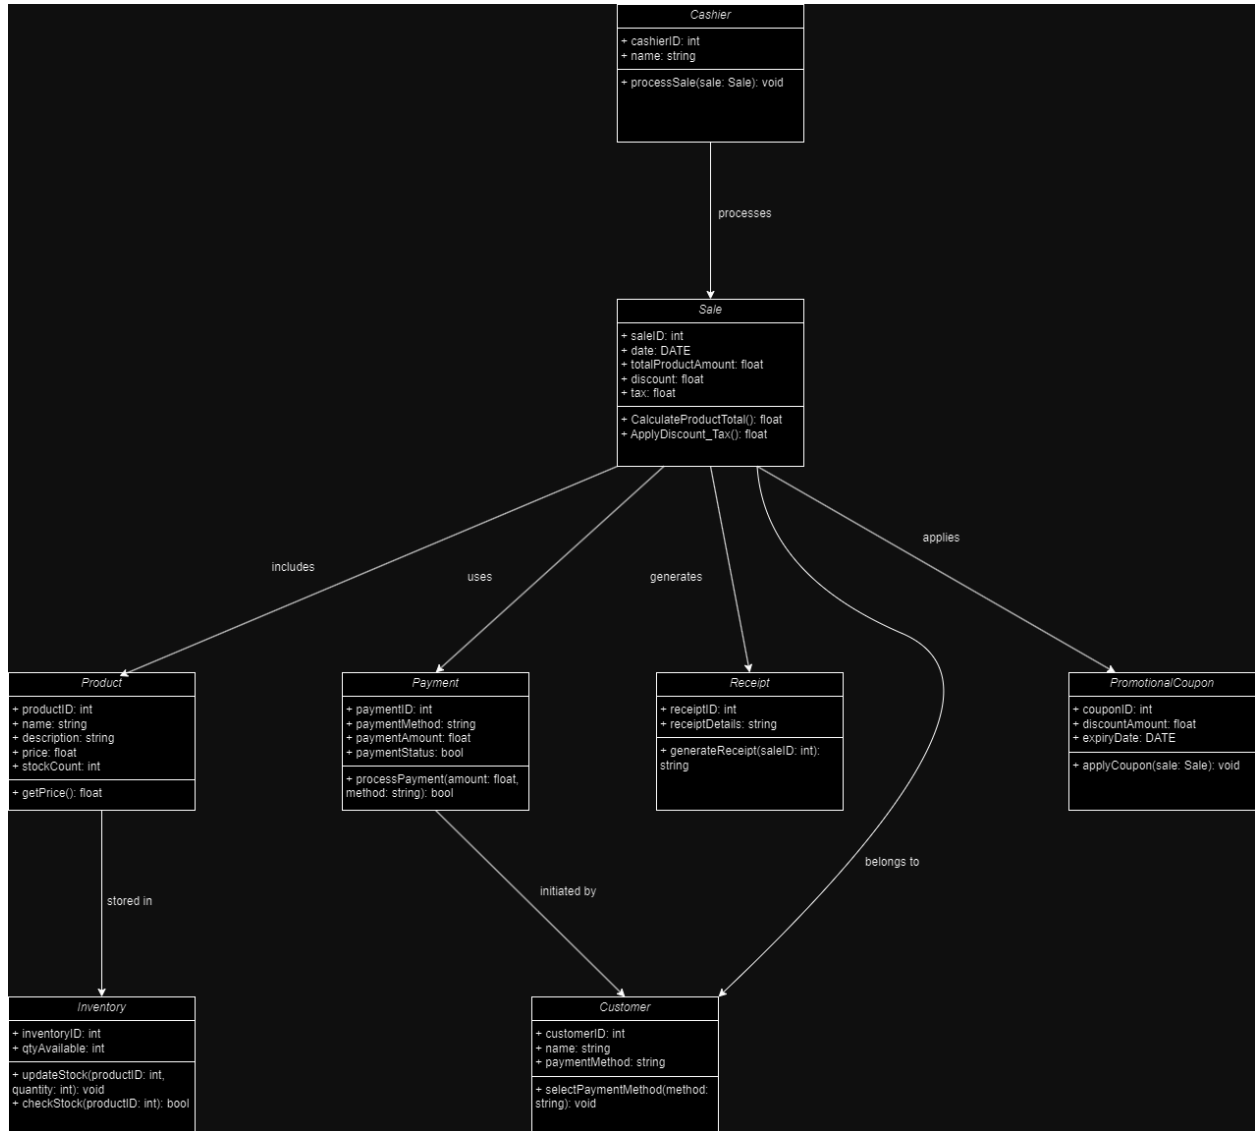 Cashier
+ cashierID: int
+ name: string
+ processSale(sale: Sale): void
processes
Sale
+ saleID: int
+ date: DATE
+ totalProductAmount: float
+ discount: float
+ tax: float
+ CalculateProductTotal(): float
+ ApplyDiscount_Tax(): float
includes
uses
generates
applies
Product
+ productID: int
+ name: string
+ description: string
+ price: float
+ stockCount: int
+ getPrice(): float
Payment
+ paymentID: int
+ paymentMethod: string
+ paymentAmount: float
+ paymentStatus: bool
+ processPayment(amount: float,
method: string): bool
Receipt
+ receiptID: int
+ receiptDetails: string
+ generateReceipt(saleID: int):
string
PromotionalCoupon
+ couponID: int
+ discountAmount: float
+ expiryDate: DATE
+ applyCoupon(sale: Sale): void
stored in
initiated by
belongs to
Inventory
+ inventoryID: int
+ qtyAvailable: int
+ updateStock(productID: int,
quantity: int): void
+ checkStock(productID: int): bool
Customer
+ customerID: int
+ name: string
+ paymentMethod: string
+ selectPaymentMethod(method:
string): void